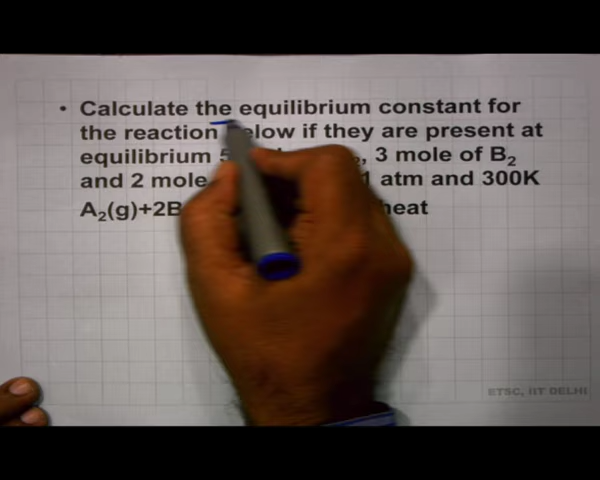 • Calculate the equilibrium constant for
the reaction below if they are present at
equilibrium 5 , 3 mole of B₂
and 2 mole 1 atm and 300K
A₂(g)+2B heat
ETSC, IIT DELHI